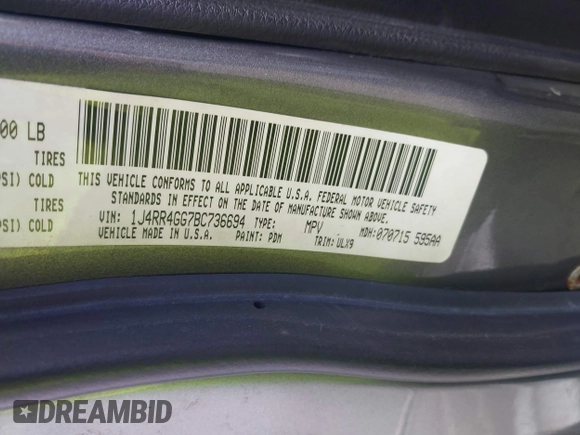 00 LB
TIRES
PSI) COLD
TIRES
PSI) COLD
THIS VEHICLE CONFORMS TO ALL APPLICABLE U.S.A. FEDERAL MOTOR VEHICLE SAFETY
STANDARDS IN EFFECT ON THE DATE OF MANUFACTURE SHOWN ABOVE.
VIN: 1J4RR4GG7BC736694 TYPE: MPV MDH: 070715 595AA
VEHICLE MADE IN U.S.A. PAINT: PDM TRIM: ULX9
DREAMBID